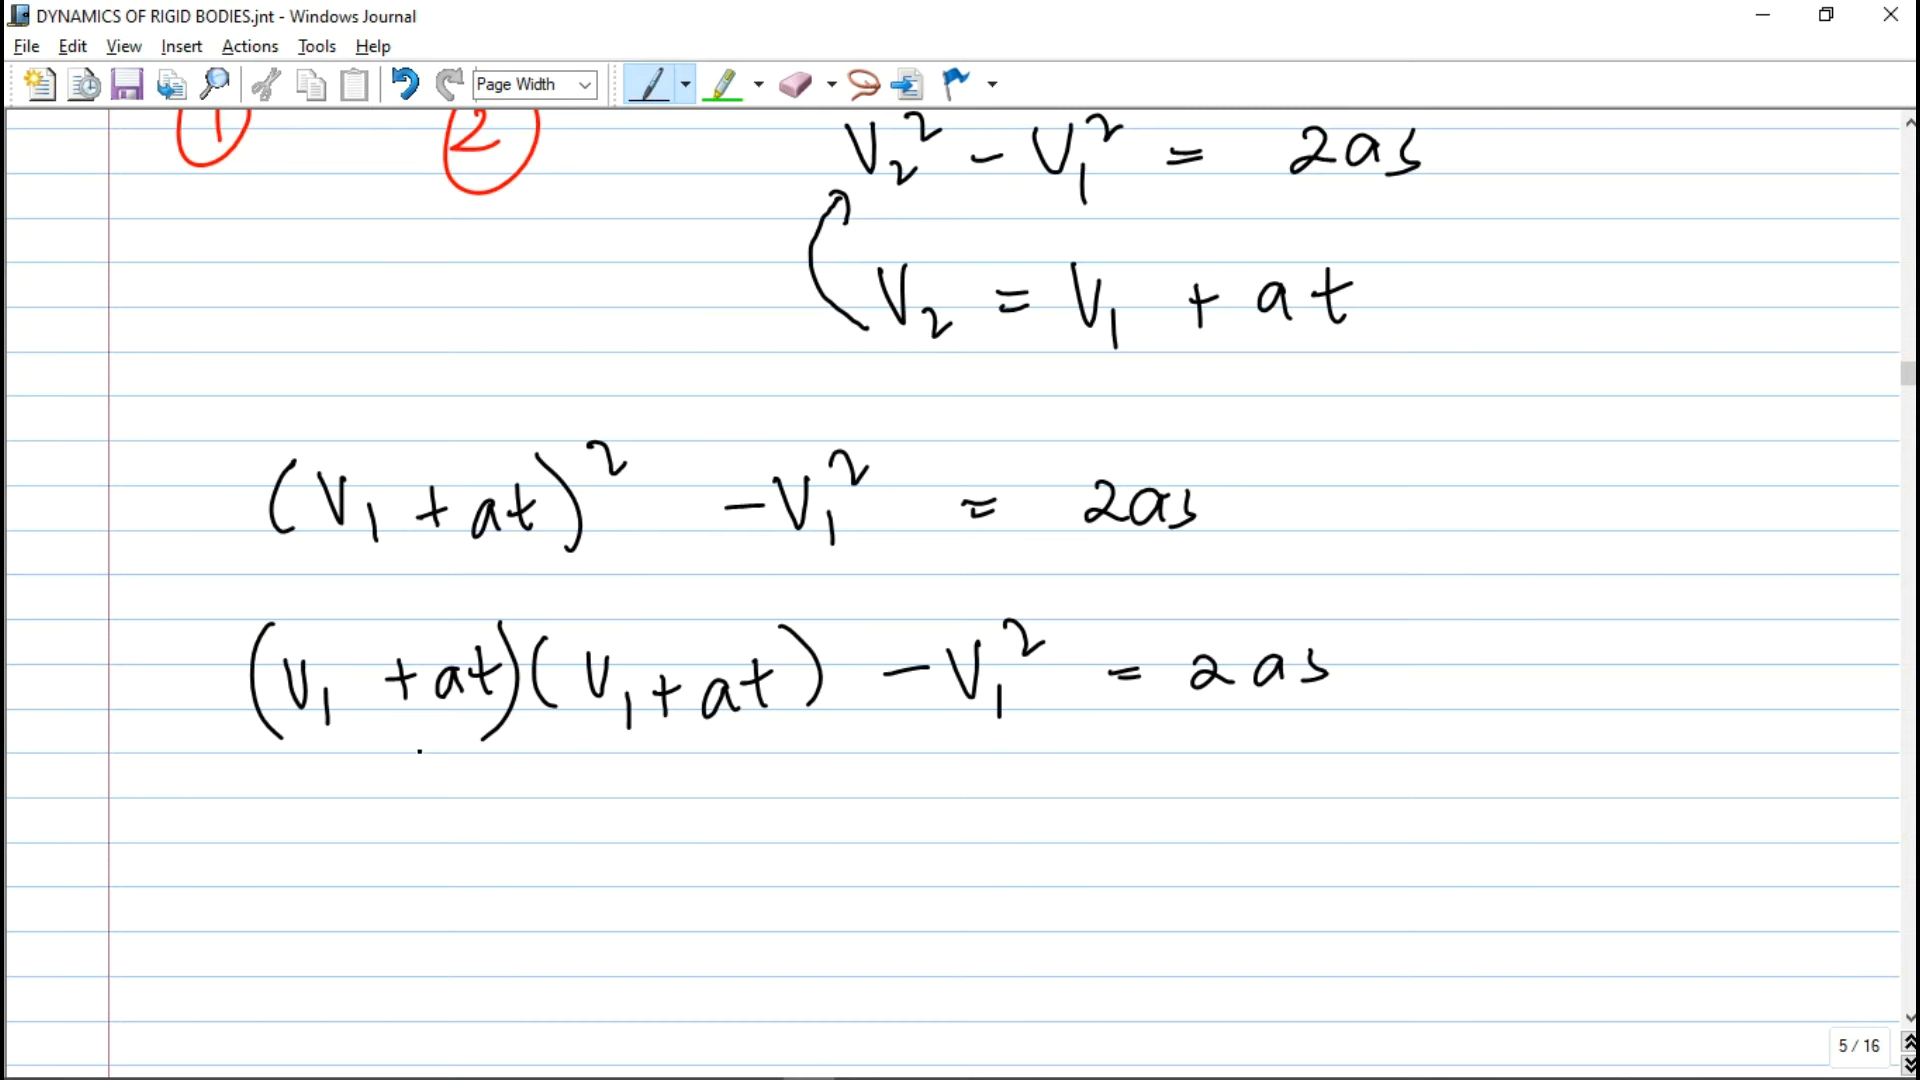 DYNAMICS OF RIGID BODIES.jnt - Windows Journal
File Edit View Insert Actions Tools Help
Page Width
1 2 V₂² - V₁² = 2as
V₂ = V₁ + at
(V₁ + at)² - V₁² = 2as
(V₁ + at)(V₁ + at) - V₁² = 2as
5 / 16